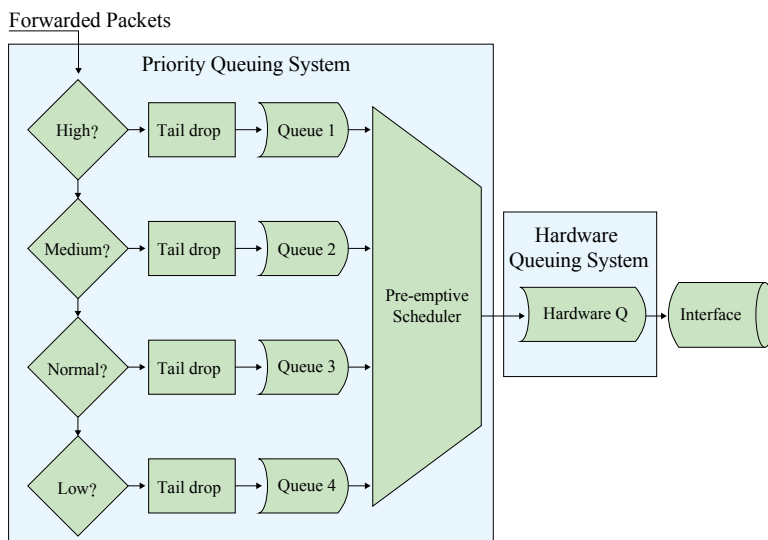 Forwarded Packets
Priority Queuing System
High?
Tail drop
Queue 1
Medium?
Tail drop
Queue 2
Hardware
Queuing System
Pre-emptive
Scheduler
Hardware Q
Interface
Normal?
Tail drop
Queue 3
Low?
Tail drop
Queue 4